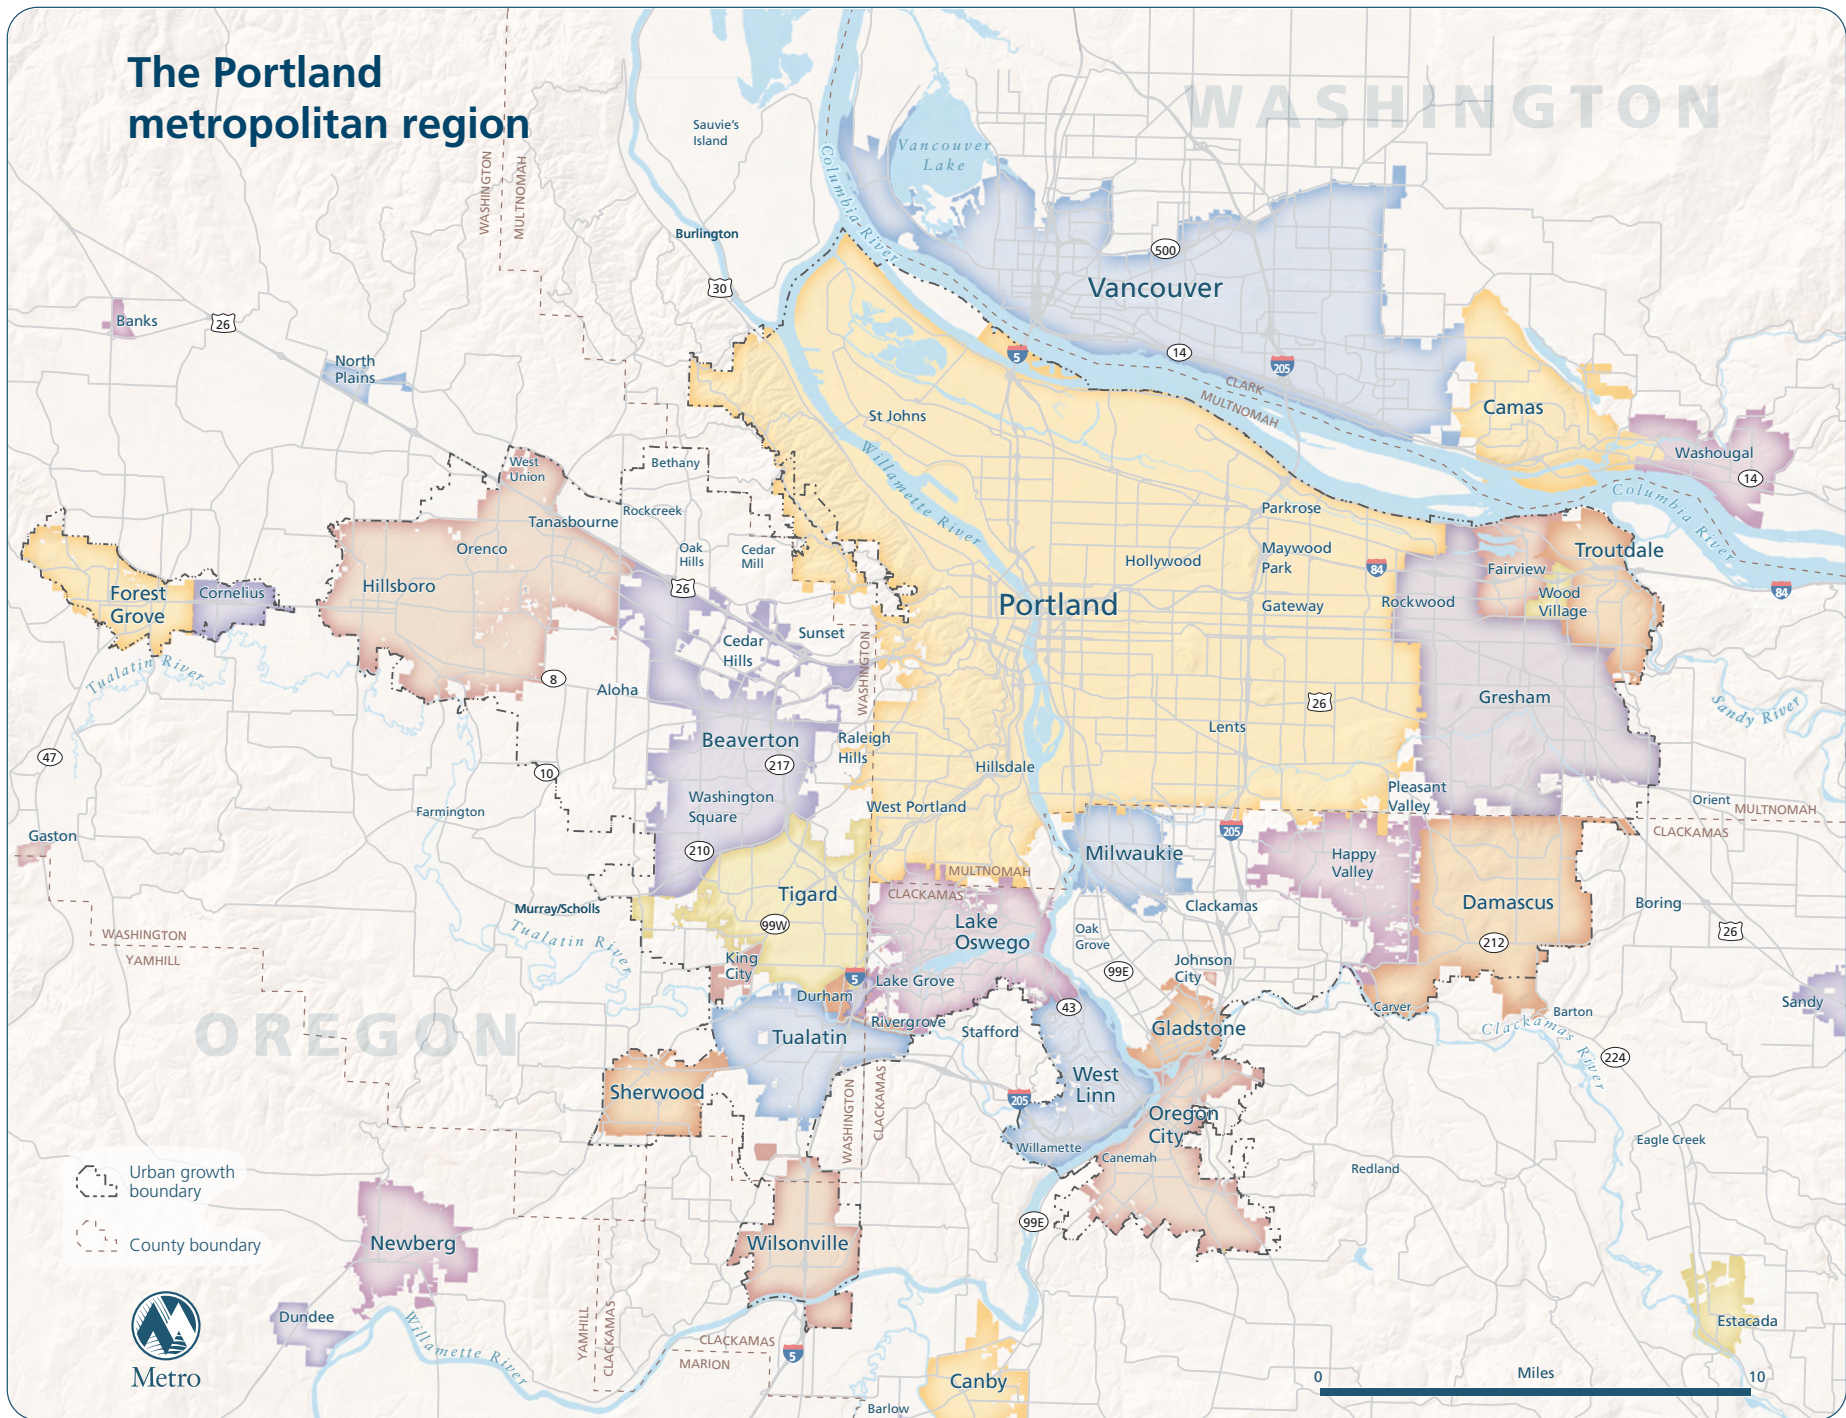 The Portland
metropolitan region
WASHINGTON
OREGON
WASHINGTON
MULTNOMAH
Sauvie's
Island
Vancouver
Lake
Columbia River
Burlington
30
500
Vancouver
Banks
26
North
Plains
5
14
205
CLARK
MULTNOMAH
Camas
St Johns
Washougal
14
Columbia River
West
Union
Bethany
Willamette River
Parkrose
Tanasbourne
Rockcreek
Orenco
Oak
Hills
Cedar
Mill
Hollywood
Maywood
Park
84
Troutdale
Fairview
84
Hillsboro
26
Forest
Grove
Cornelius
Portland
Gateway
Rockwood
Wood
Village
Cedar
Hills
Sunset
WASHINGTON
Tualatin River
8
Aloha
26
Gresham
Sandy River
47
Beaverton
217
Raleigh
Hills
Lents
10
Hillsdale
Farmington
Washington
Square
West Portland
Pleasant
Valley
Orient
MULTNOMAH
CLACKAMAS
Gaston
210
Milwaukie
205
Happy
Valley
MULTNOMAH
CLACKAMAS
Tigard
Murray/Scholls
99W
Lake
Oswego
Clackamas
Damascus
Boring
212
26
WASHINGTON
YAMHILL
Tualatin River
Oak
Grove
King
City
5
Lake Grove
99E
Johnson
City
Durham
43
Carver
Barton
Sandy
Rivergrove
Stafford
Gladstone
Clackamas River
Tualatin
224
Sherwood
West
Linn
205
WASHINGTON
CLACKAMAS
Oregon
City
Willamette
Canemah
Eagle Creek
Redland
Urban growth
boundary
County boundary
99E
Newberg
Wilsonville
Dundee
Willamette River
YAMHILL
CLACKAMAS
CLACKAMAS
MARION
5
Estacada
Metro
Canby
Barlow
0
Miles
10